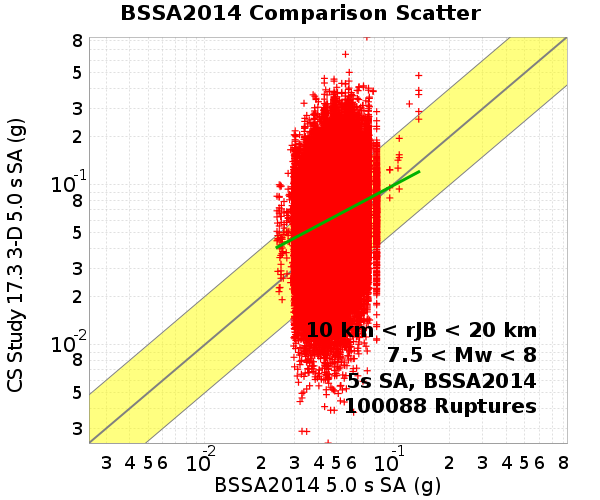 BSSA2014 Comparison Scatter
CS Study 17.3 3-D 5.0 s SA (g)
8
5
3
2
10⁻¹
8
5
3
2
10⁻²
8
5
3
10 km < rJB < 20 km
7.5 < Mw < 8
5s SA, BSSA2014
100088 Ruptures
3 4 5 6 10⁻² 2 3 4 5 6 10⁻¹ 2 3 4 5 6 8
BSSA2014 5.0 s SA (g)